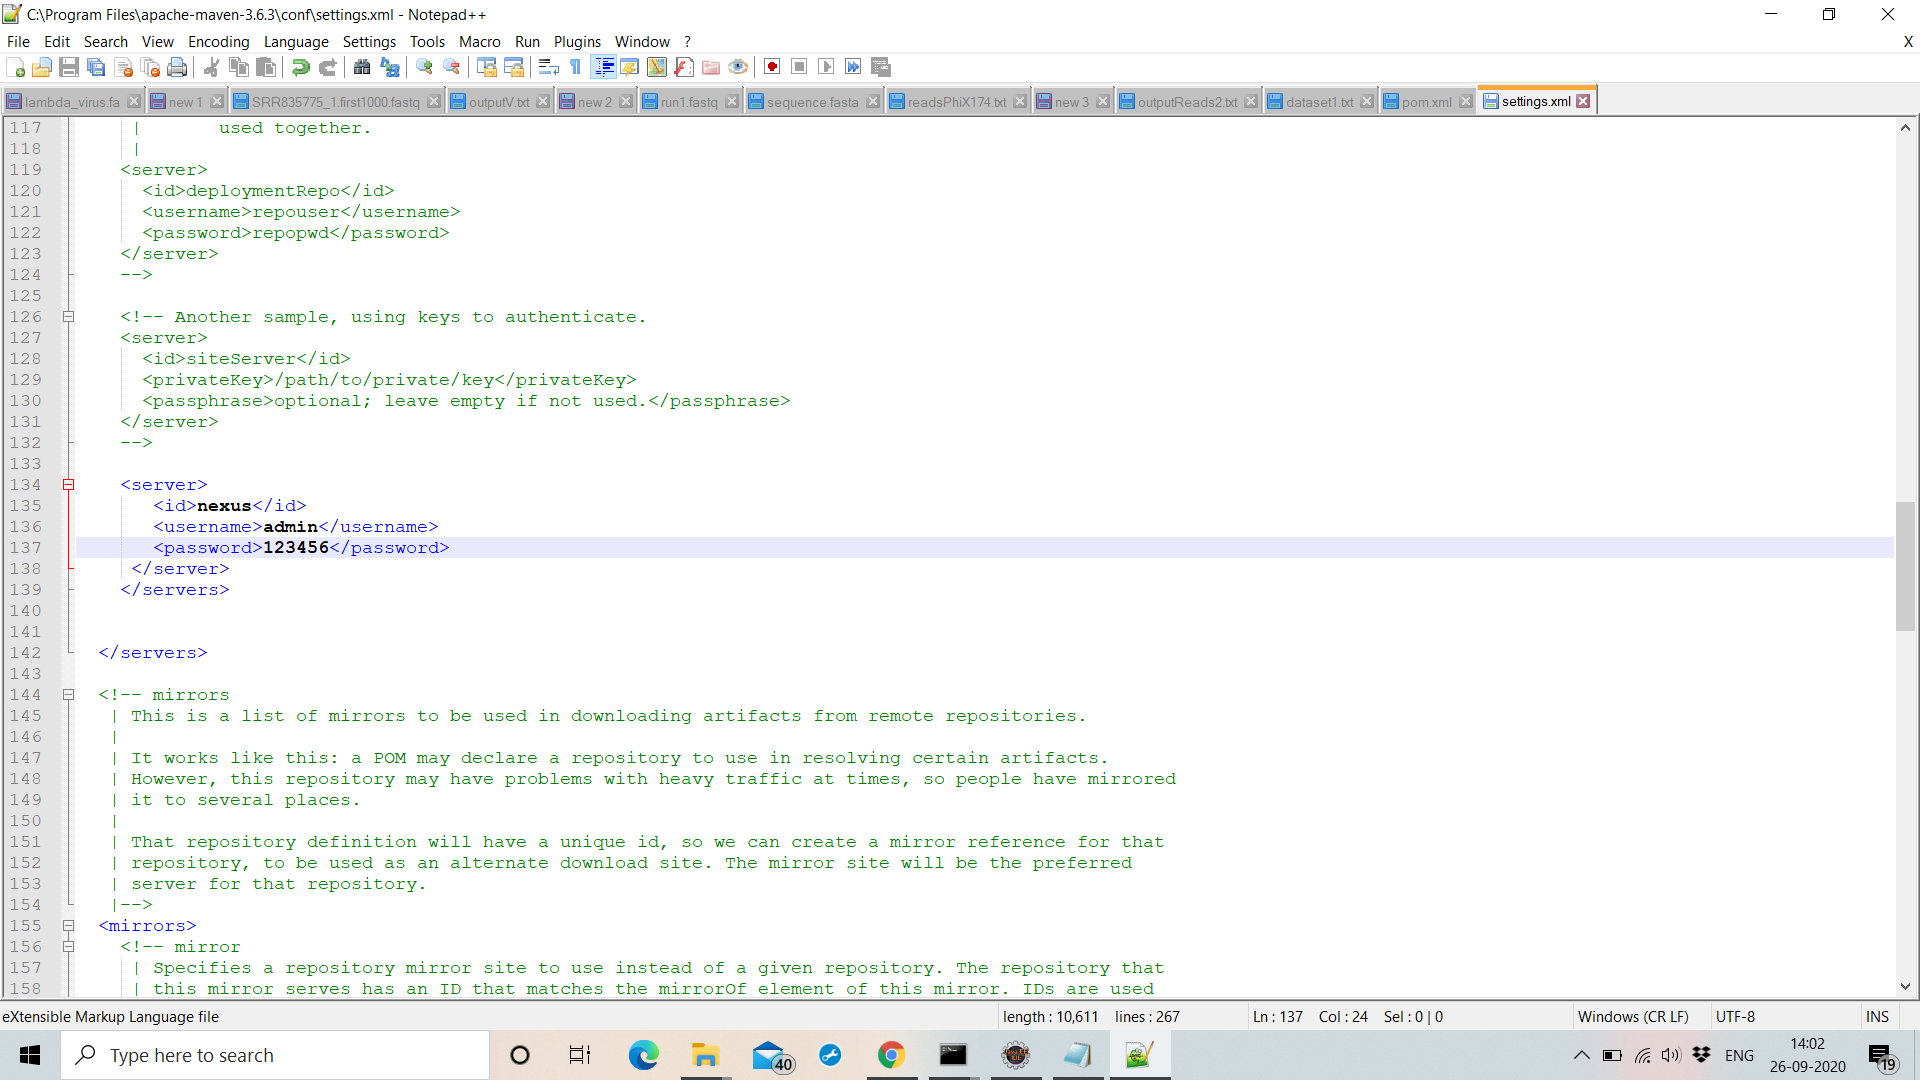 C:\Program Files\apache-maven-3.6.3\conf\settings.xml - Notepad++
File Edit Search View Encoding Language Settings Tools Macro Run Plugins Window ? X
lambda_virus.fa new 1 SRR835775_1.first1000.fastq outputV.txt new 2 run1.fastq sequence.fasta readsPhiX174.txt new 3 outputReads2.txt dataset1.txt pom.xml settings.xml
117 | used together.
118 |
119 <server>
120 <id>deploymentRepo</id>
121 <username>repouser</username>
122 <password>repopwd</password>
123 </server>
124 -->
125
126 <!-- Another sample, using keys to authenticate.
127 <server>
128 <id>siteServer</id>
129 <privateKey>/path/to/private/key</privateKey>
130 <passphrase>optional; leave empty if not used.</passphrase>
131 </server>
132 -->
133
134 <server>
135 <id>nexus</id>
136 <username>admin</username>
137 <password>123456</password>
138 </server>
139 </servers>
140
141
142 </servers>
143
144 <!-- mirrors
145 | This is a list of mirrors to be used in downloading artifacts from remote repositories.
146 |
147 | It works like this: a POM may declare a repository to use in resolving certain artifacts.
148 | However, this repository may have problems with heavy traffic at times, so people have mirrored
149 | it to several places.
150 |
151 | That repository definition will have a unique id, so we can create a mirror reference for that
152 | repository, to be used as an alternate download site. The mirror site will be the preferred
153 | server for that repository.
154 |-->
155 <mirrors>
156 <!-- mirror
157 | Specifies a repository mirror site to use instead of a given repository. The repository that
158 | this mirror serves has an ID that matches the mirrorOf element of this mirror. IDs are used
eXtensible Markup Language file length : 10,611 lines : 267 Ln : 137 Col : 24 Sel : 0 | 0 Windows (CR LF) UTF-8 INS
Type here to search 40 ENG 14:02 19
26-09-2020